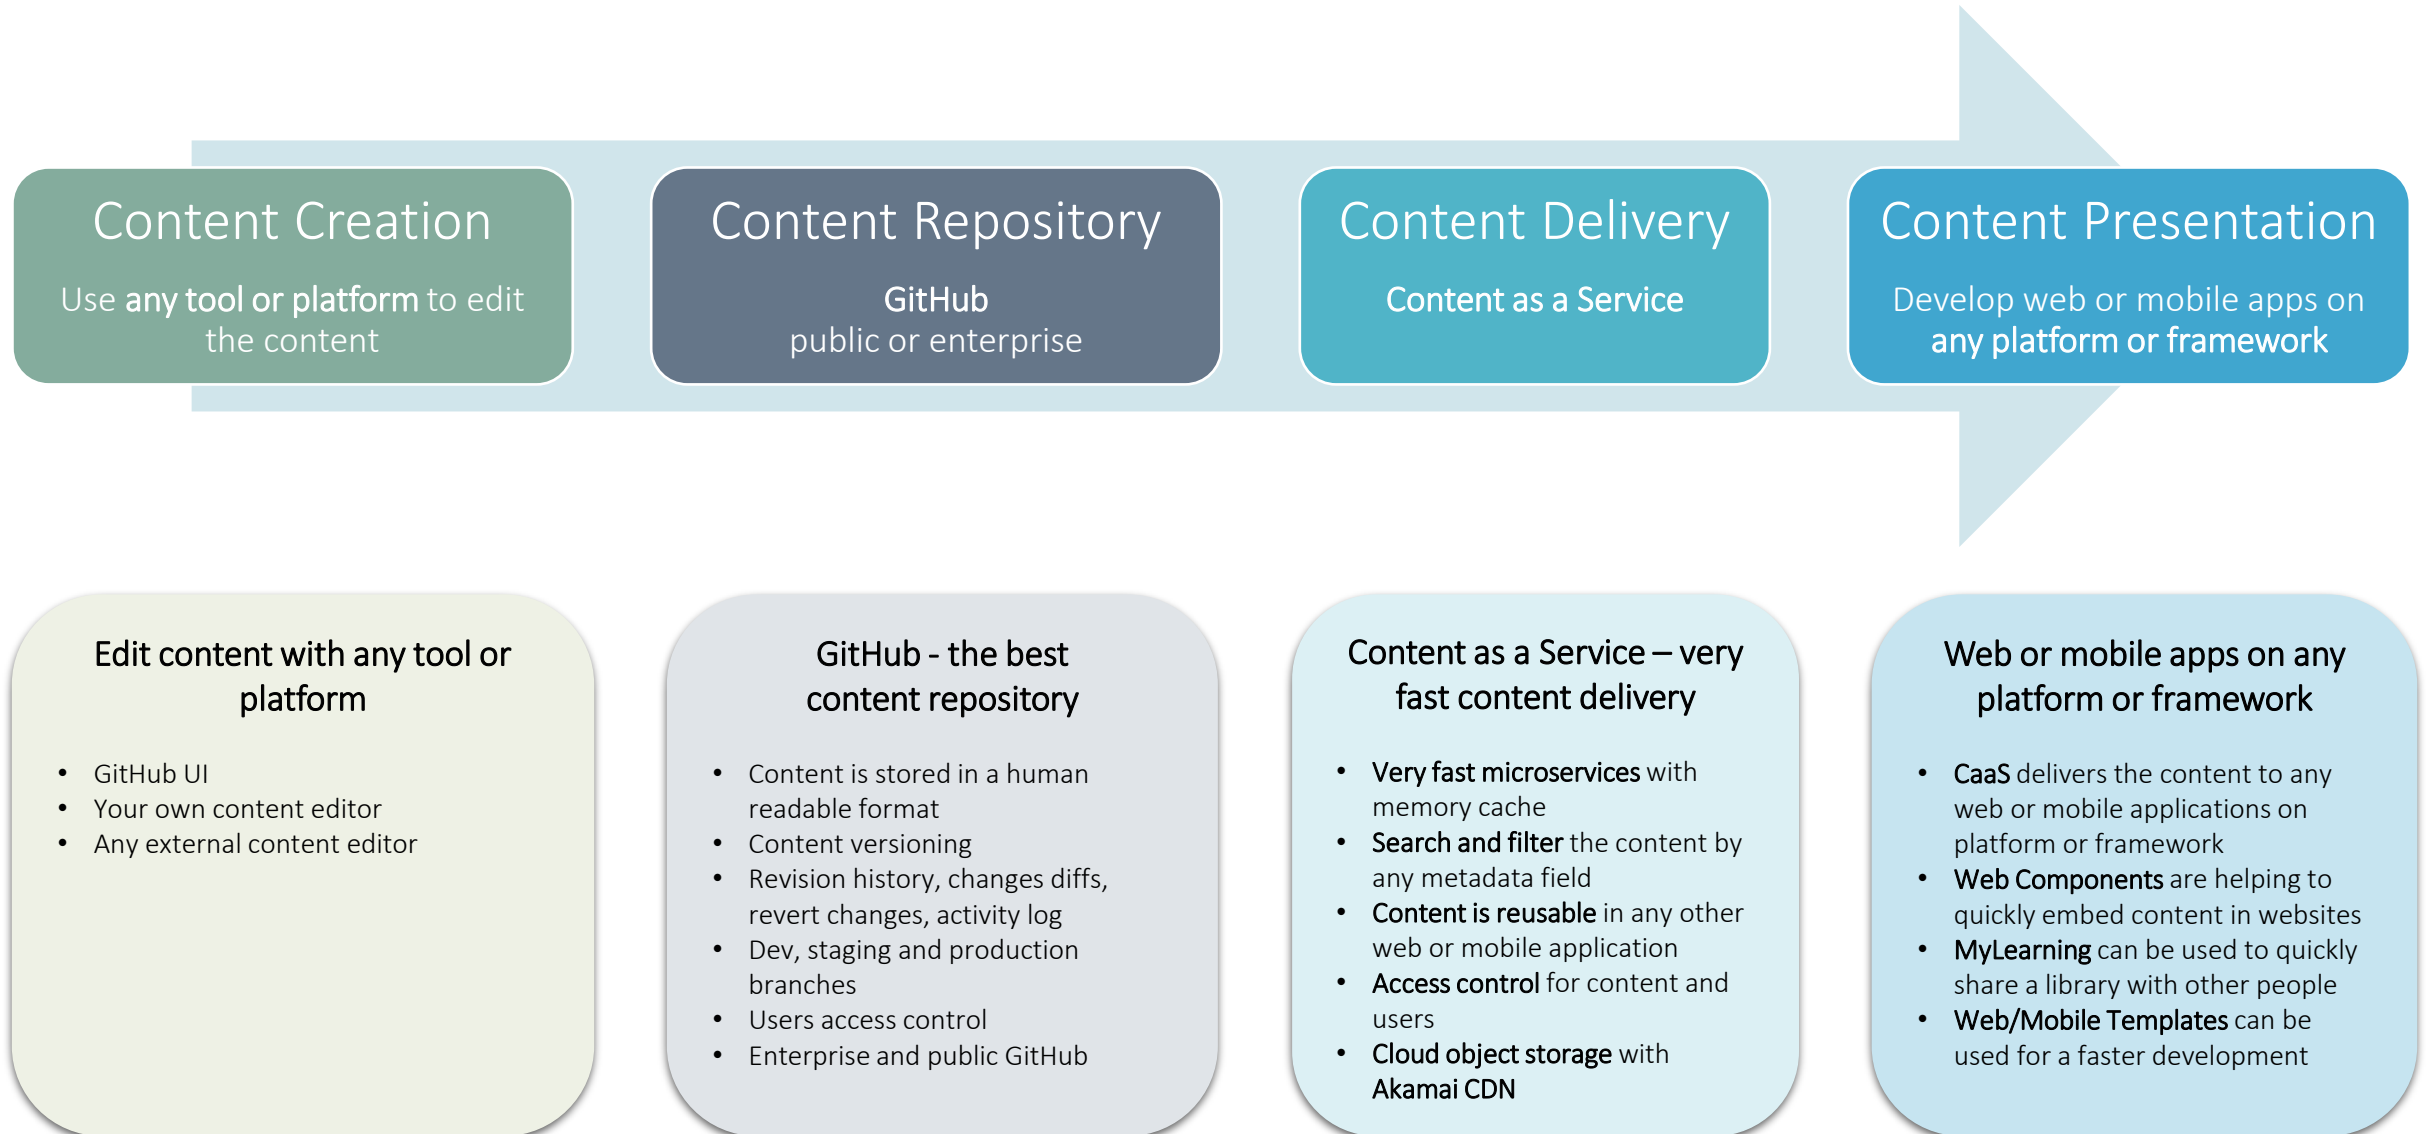 Content Creation
Use any tool or platform to edit
the content
Content Repository
GitHub
public or enterprise
Content Delivery
Content as a Service
Content Presentation
Develop web or mobile apps on
any platform or framework
Edit content with any tool or
platform
• GitHub UI
• Your own content editor
• Any external content editor
GitHub - the best
content repository
• Content is stored in a human
readable format
• Content versioning
• Revision history, changes diffs,
revert changes, activity log
• Dev, staging and production
branches
• Users access control
• Enterprise and public GitHub
Content as a Service – very
fast content delivery
• Very fast microservices with
memory cache
• Search and filter the content by
any metadata field
• Content is reusable in any other
web or mobile application
• Access control for content and
users
• Cloud object storage with
Akamai CDN
Web or mobile apps on any
platform or framework
• CaaS delivers the content to any
web or mobile applications on
platform or framework
• Web Components are helping to
quickly embed content in websites
• MyLearning can be used to quickly
share a library with other people
• Web/Mobile Templates can be
used for a faster development